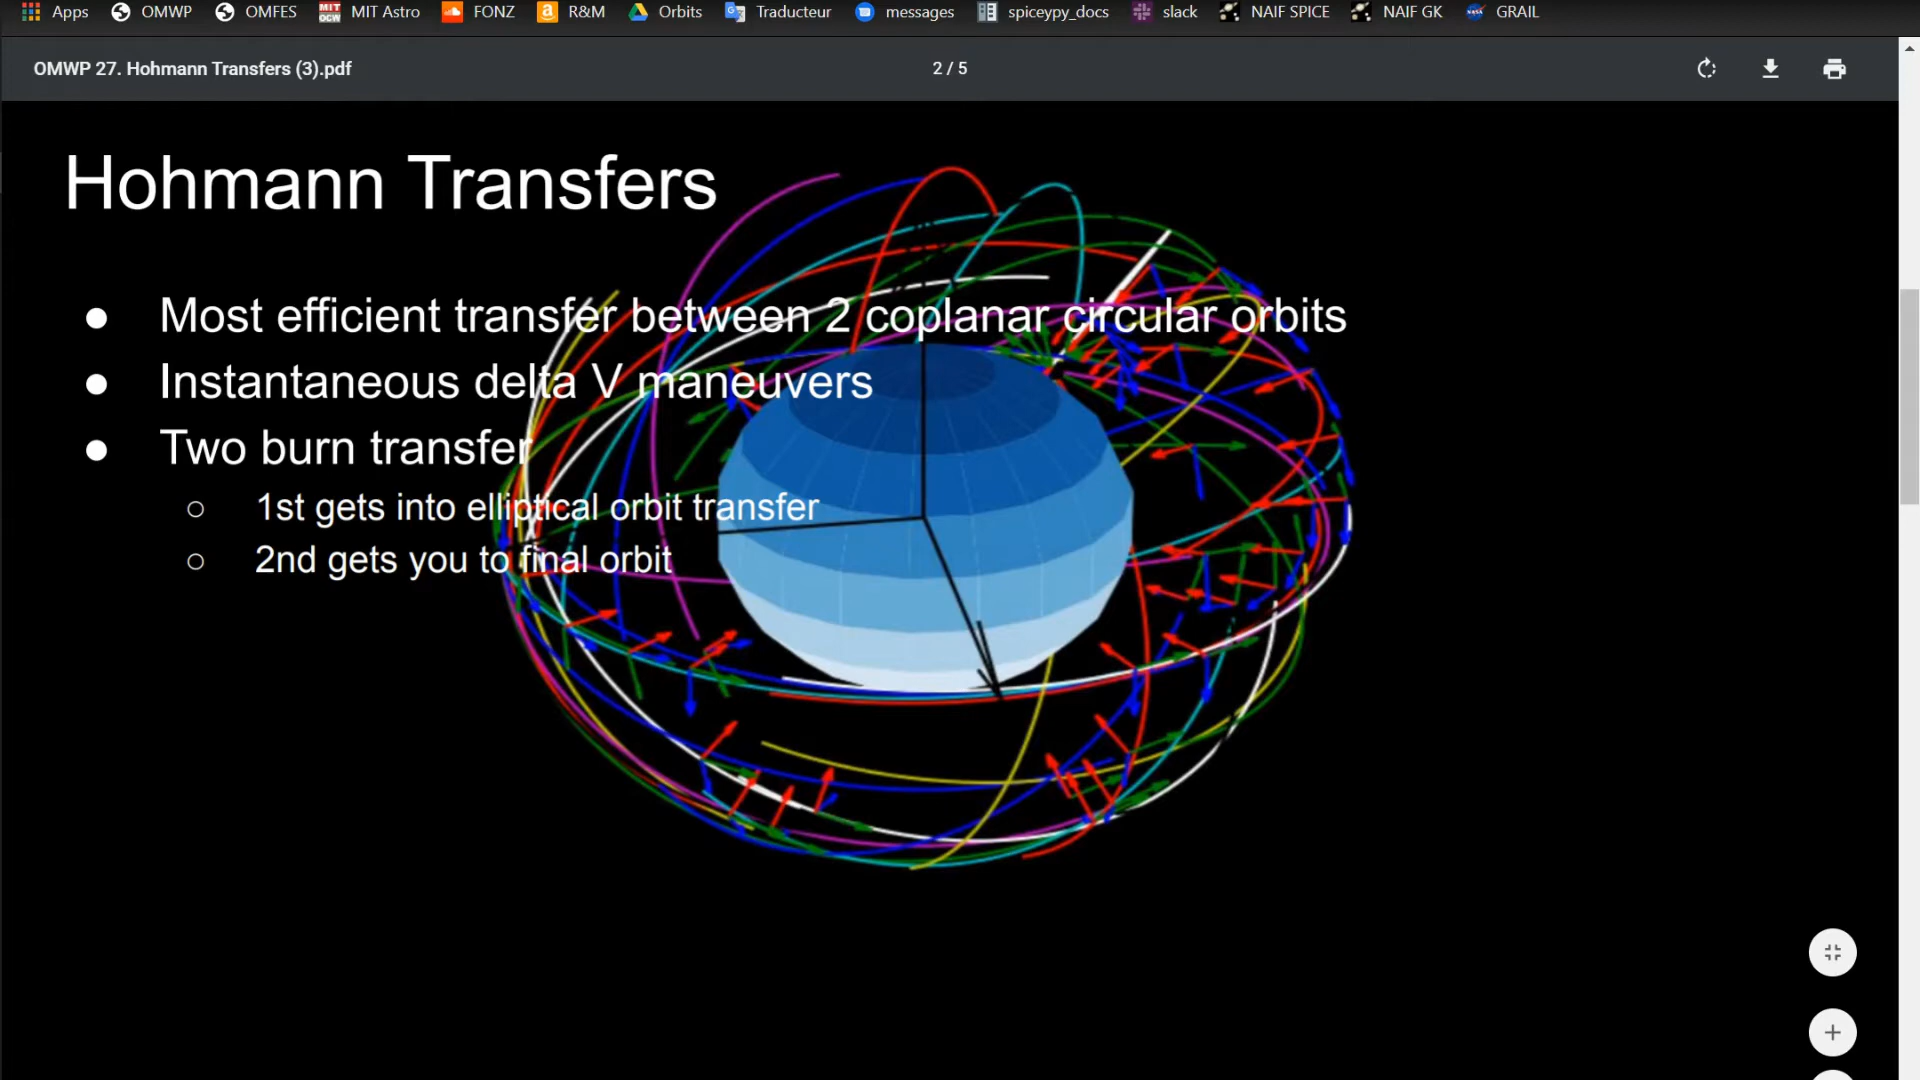 Apps OMWP OMFES MIT Astro FONZ R&M Orbits Traducteur messages spiceypy_docs slack NAIF SPICE NAIF GK GRAIL
OMWP 27. Hohmann Transfers (3).pdf 2 / 5
Hohmann Transfers
● Most efficient transfer between 2 coplanar circular orbits
● Instantaneous delta V maneuvers
● Two burn transfer
○ 1st gets into elliptical orbit transfer
○ 2nd gets you to final orbit